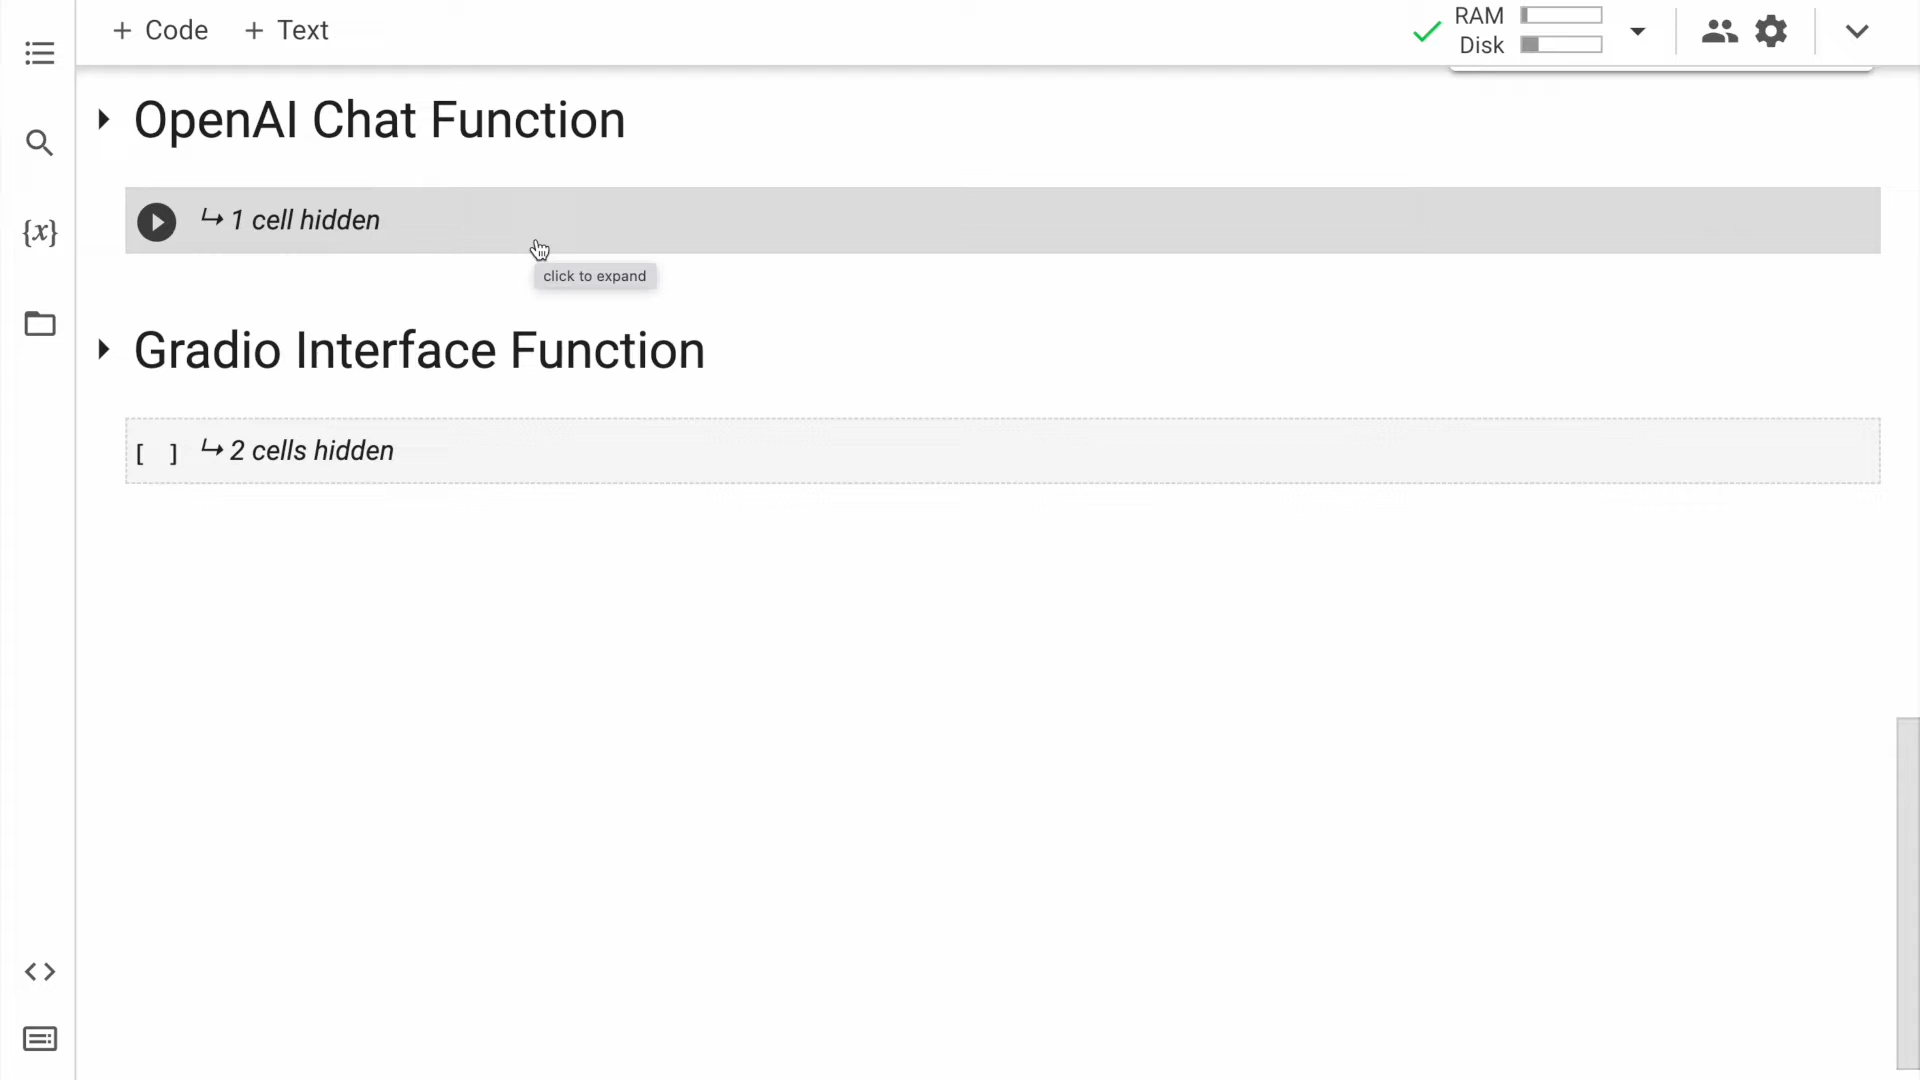 + Code + Text
RAM
Disk
OpenAI Chat Function
↳ 1 cell hidden
click to expand
Gradio Interface Function
[ ] ↳ 2 cells hidden
{x}